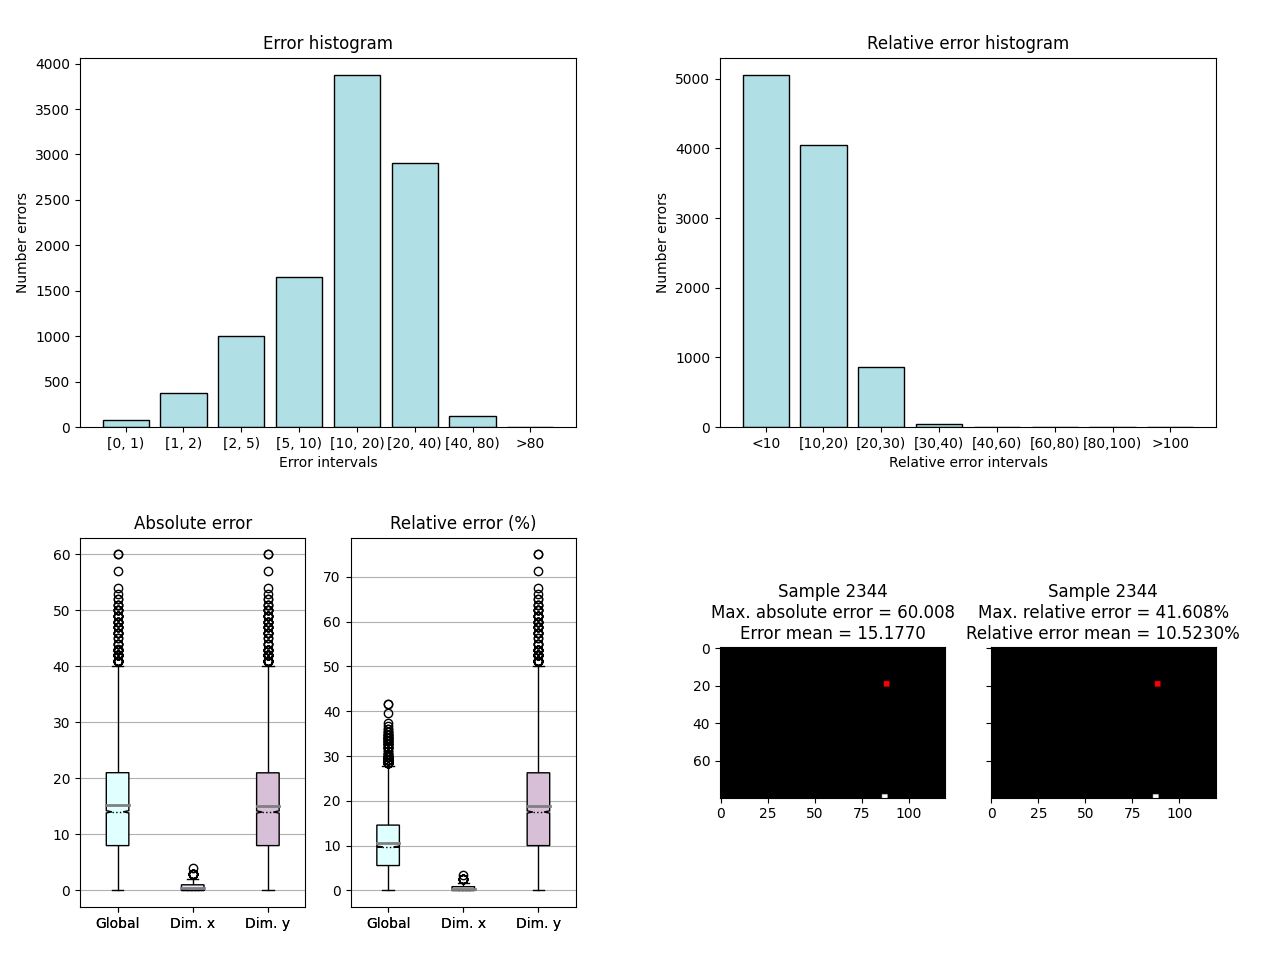 Error histogram
Number errors
4000
3500
3000
2500
2000
1500
1000
500
0
[0, 1) [1, 2) [2, 5) [5, 10) [10, 20) [20, 40) [40, 80) >80
Error intervals
Relative error histogram
Number errors
5000
4000
3000
2000
1000
0
<10 [10,20) [20,30) [30,40) [40,60) [60,80) [80,100) >100
Relative error intervals
Absolute error
60
50
40
30
20
10
0
Global Dim. x Dim. y
Relative error (%)
70
60
50
40
30
20
10
0
Global Dim. x Dim. y
Sample 2344
Max. absolute error = 60.008
Error mean = 15.1770
0
20
40
60
0 25 50 75 100
Sample 2344
Max. relative error = 41.608%
Relative error mean = 10.5230%
0 25 50 75 100